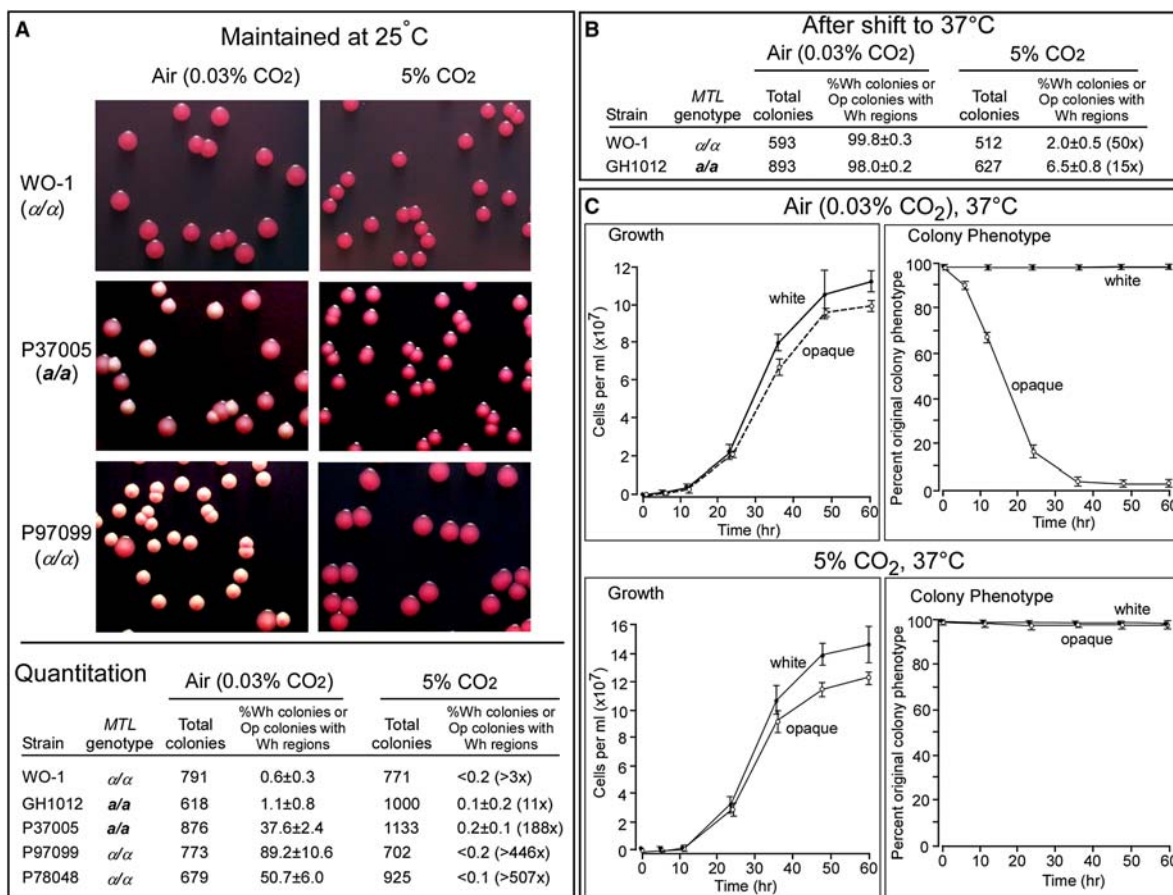 A
Maintained at 25°C
Air (0.03% CO2) 5% CO2
WO-1
(α/α)
P37005
(a/a)
P97099
(α/α)
Quantitation
Air (0.03% CO2) 5% CO2
Strain MTL genotype Total colonies %Wh colonies or Op colonies with Wh regions Total colonies %Wh colonies or Op colonies with Wh regions
WO-1 α/α 791 0.6±0.3 771 <0.2 (>3x)
GH1012 a/a 618 1.1±0.8 1000 0.1±0.2 (11x)
P37005 a/a 876 37.6±2.4 1133 0.2±0.1 (188x)
P97099 α/α 773 89.2±10.6 702 <0.2 (>446x)
P78048 α/α 679 50.7±6.0 925 <0.1 (>507x)
B
After shift to 37°C
Air (0.03% CO2) 5% CO2
Strain MTL genotype Total colonies %Wh colonies or Op colonies with Wh regions Total colonies %Wh colonies or Op colonies with Wh regions
WO-1 α/α 593 99.8±0.3 512 2.0±0.5 (50x)
GH1012 a/a 893 98.0±0.2 627 6.5±0.8 (15x)
C
Air (0.03% CO2), 37°C
Growth
Cells per ml (x10⁷)
12
10
8
6
4
2
0
white
opaque
0 10 20 30 40 50 60
Time (hr)
Colony Phenotype
Percent original colony phenotype
100
80
60
40
20
0
white
opaque
0 10 20 30 40 50 60
Time (hr)
5% CO2, 37°C
Growth
Cells per ml (x10⁷)
16
14
12
10
8
6
4
2
0
white
opaque
0 10 20 30 40 50 60
Time (hr)
Colony Phenotype
Percent original colony phenotype
100
80
60
40
20
0
white
opaque
0 10 20 30 40 50 60
Time (hr)